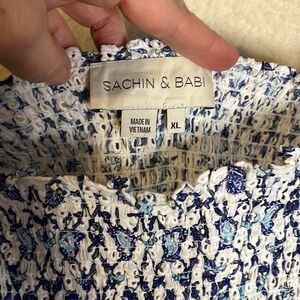 SACHIN & BABI
MADE IN
VIETNAM
XL